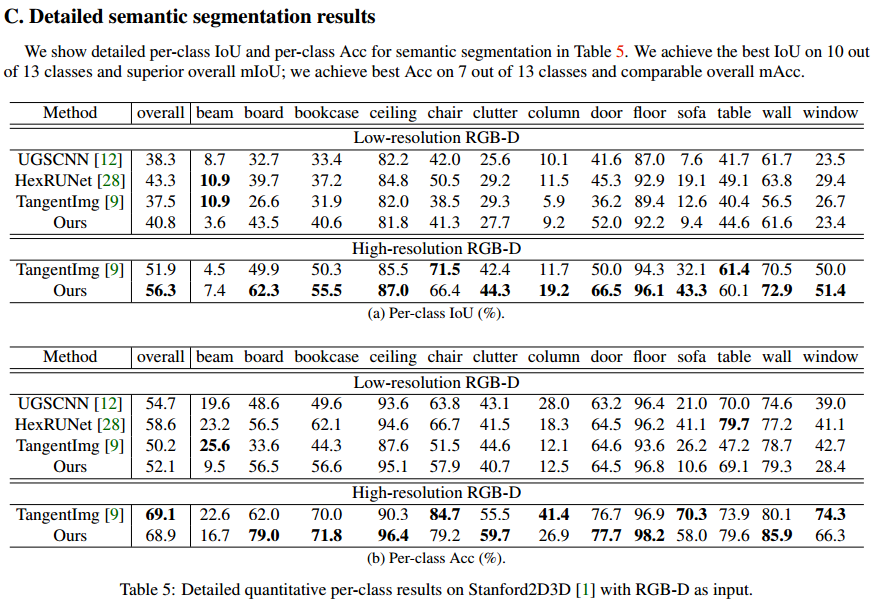 C. Detailed semantic segmentation results
We show detailed per-class IoU and per-class Acc for semantic segmentation in Table 5. We achieve the best IoU on 10 out
of 13 classes and superior overall mIoU; we achieve best Acc on 7 out of 13 classes and comparable overall mAcc.
Method overall beam board bookcase ceiling chair clutter column door floor sofa table wall window
Low-resolution RGB-D
UGSCNN [12] 38.3 8.7 32.7 33.4 82.2 42.0 25.6 10.1 41.6 87.0 7.6 41.7 61.7 23.5
HexRUNet [28] 43.3 10.9 39.7 37.2 84.8 50.5 29.2 11.5 45.3 92.9 19.1 49.1 63.8 29.4
TangentImg [9] 37.5 10.9 26.6 31.9 82.0 38.5 29.3 5.9 36.2 89.4 12.6 40.4 56.5 26.7
Ours 40.8 3.6 43.5 40.6 81.8 41.3 27.7 9.2 52.0 92.2 9.4 44.6 61.6 23.4
High-resolution RGB-D
TangentImg [9] 51.9 4.5 49.9 50.3 85.5 71.5 42.4 11.7 50.0 94.3 32.1 61.4 70.5 50.0
Ours 56.3 7.4 62.3 55.5 87.0 66.4 44.3 19.2 66.5 96.1 43.3 60.1 72.9 51.4
(a) Per-class IoU (%).
Method overall beam board bookcase ceiling chair clutter column door floor sofa table wall window
Low-resolution RGB-D
UGSCNN [12] 54.7 19.6 48.6 49.6 93.6 63.8 43.1 28.0 63.2 96.4 21.0 70.0 74.6 39.0
HexRUNet [28] 58.6 23.2 56.5 62.1 94.6 66.7 41.5 18.3 64.5 96.2 41.1 79.7 77.2 41.1
TangentImg [9] 50.2 25.6 33.6 44.3 87.6 51.5 44.6 12.1 64.6 93.6 26.2 47.2 78.7 42.7
Ours 52.1 9.5 56.5 56.6 95.1 57.9 40.7 12.5 64.5 96.8 10.6 69.1 79.3 28.4
High-resolution RGB-D
TangentImg [9] 69.1 22.6 62.0 70.0 90.3 84.7 55.5 41.4 76.7 96.9 70.3 73.9 80.1 74.3
Ours 68.9 16.7 79.0 71.8 96.4 79.2 59.7 26.9 77.7 98.2 58.0 79.6 85.9 66.3
(b) Per-class Acc (%).
Table 5: Detailed quantitative per-class results on Stanford2D3D [1] with RGB-D as input.